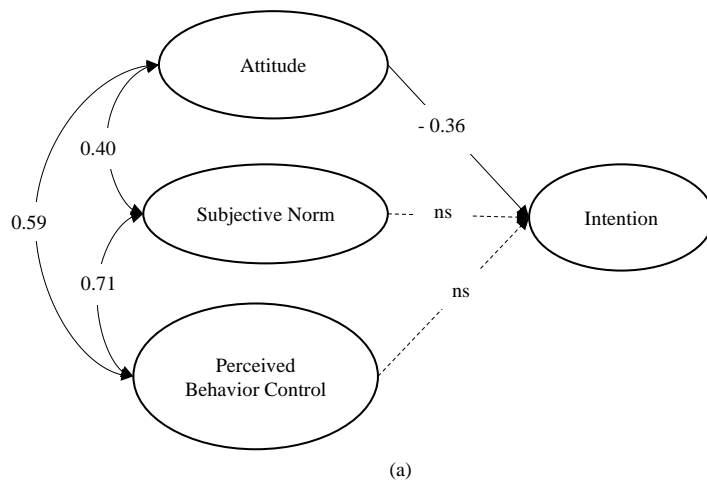 Attitude
- 0.36
0.40
Subjective Norm
ns
Intention
0.59
0.71
ns
Perceived
Behavior Control
(a)